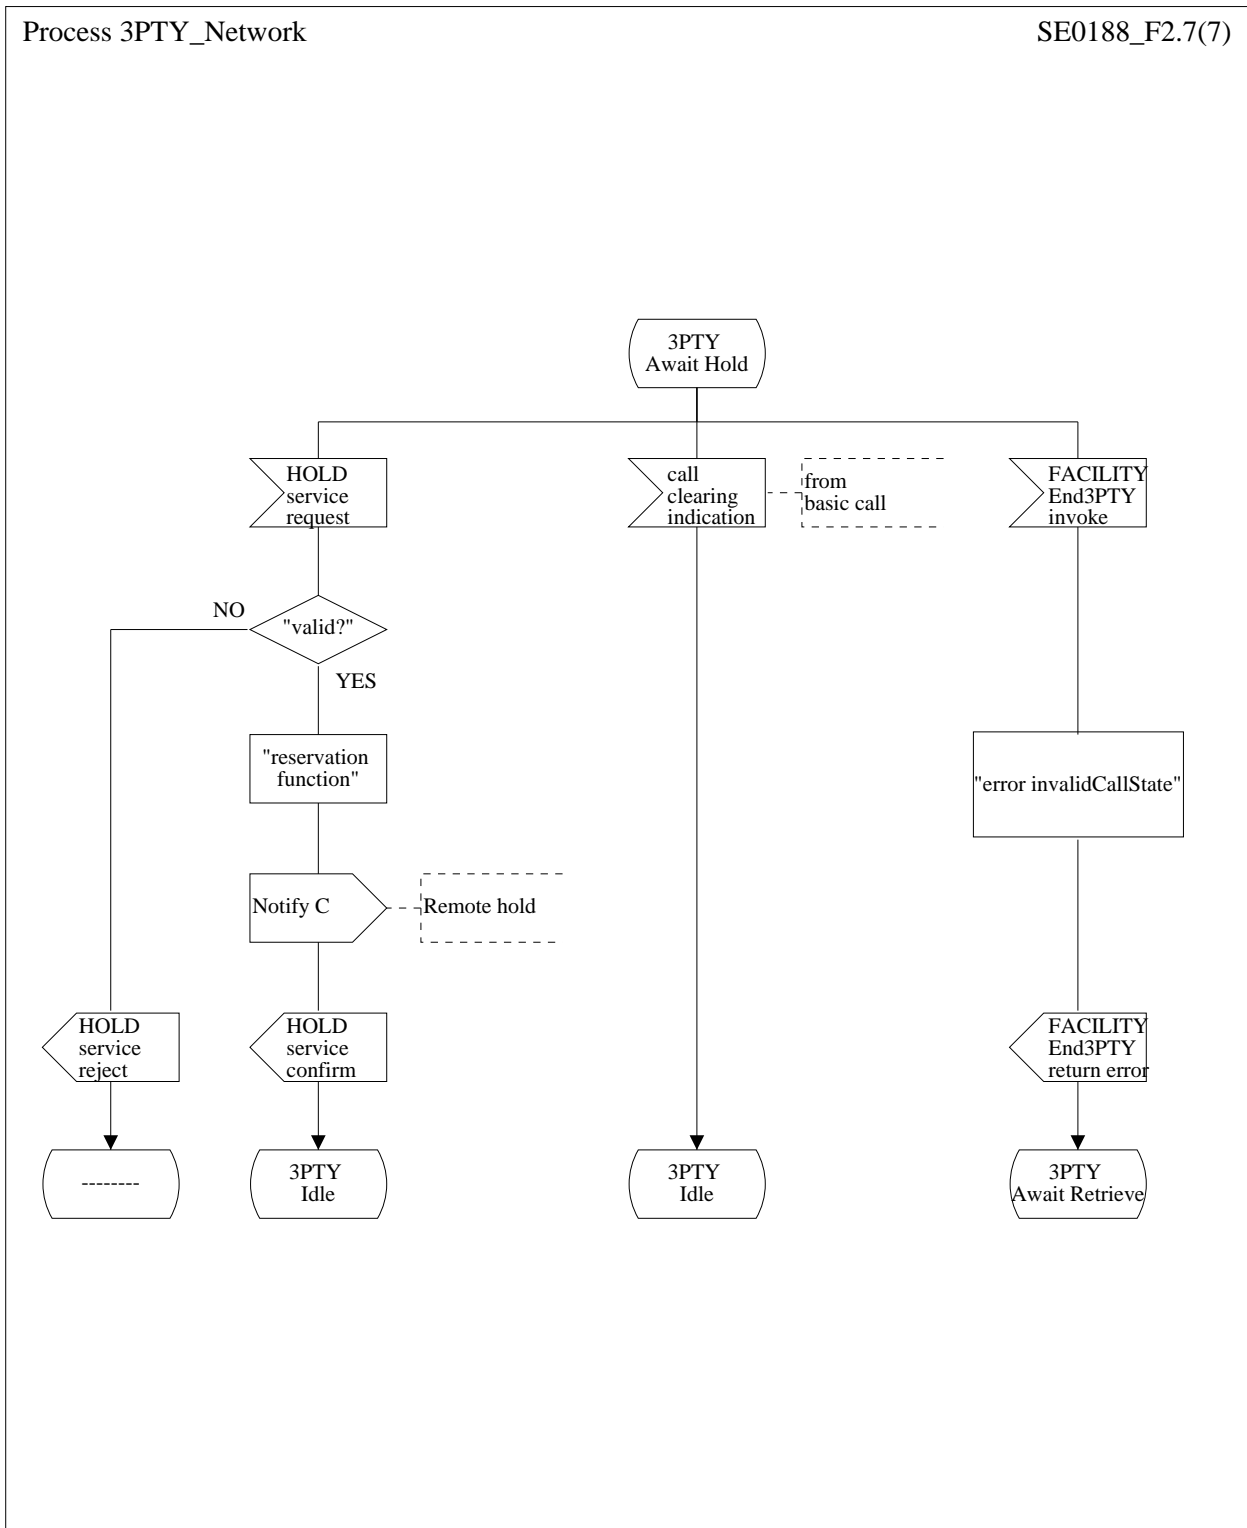 Process 3PTY_Network
SE0188_F2.7(7)
3PTY
Await Hold
HOLD
service
request
call
clearing
indication
from
basic call
FACILITY
End3PTY
invoke
NO
"valid?"
YES
"reservation
function"
"error invalidCallState"
Notify C
Remote hold
HOLD
service
reject
HOLD
service
confirm
FACILITY
End3PTY
return error
--------
3PTY
Idle
3PTY
Idle
3PTY
Await Retrieve